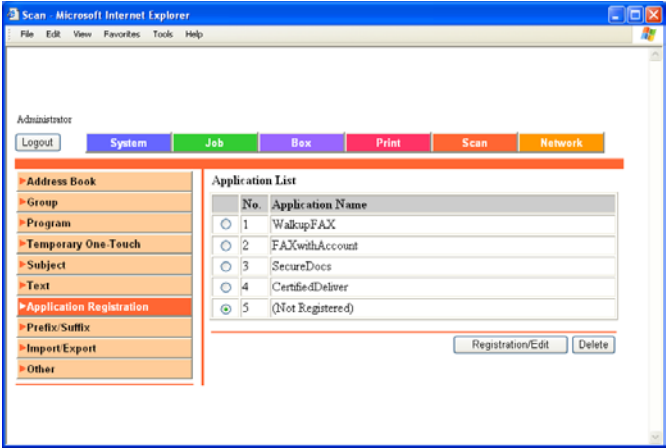 Scan - Microsoft Internet Explorer
File Edit View Favorites Tools Help
Administrator
Logout System Job Box Print Scan Network
Address Book
Group
Program
Temporary One-Touch
Subject
Text
Application Registration
Prefix/Suffix
Import/Export
Other
Application List
No. Application Name
1 WalkupFAX
2 FAXwithAccount
3 SecureDocs
4 CertifiedDeliver
5 (Not Registered)
Registration/Edit Delete